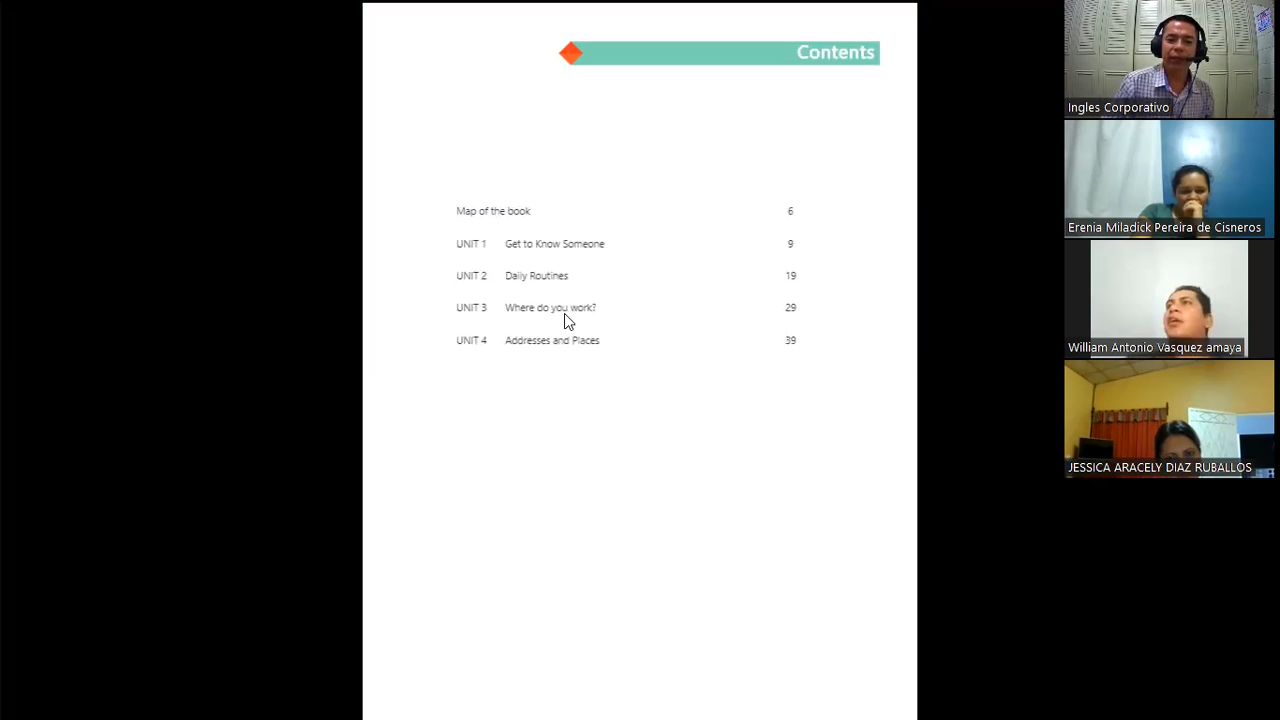 Contents
Map of the book 6
UNIT 1 Get to Know Someone 9
UNIT 2 Daily Routines 19
UNIT 3 Where do you work? 29
UNIT 4 Addresses and Places 39
Ingles Corporativo
Erenia Miladick Pereira de Cisneros
William Antonio Vasquez amaya
JESSICA ARACELY DIAZ RUBALLOS